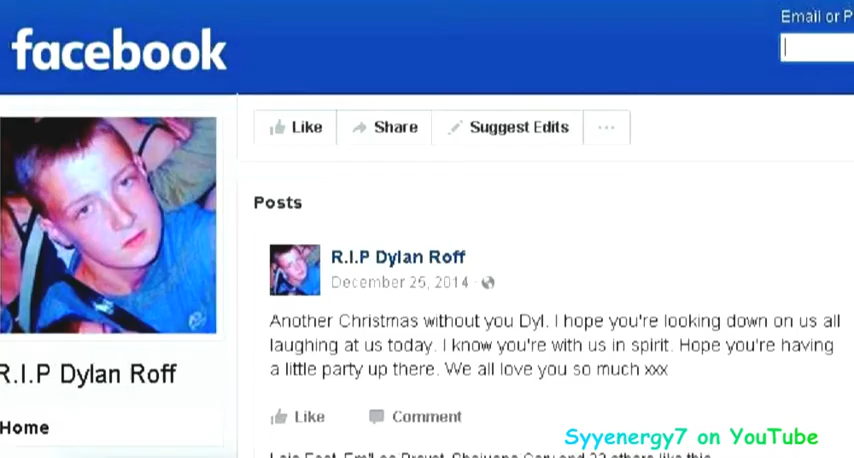 facebook
Email or P
Like
Share
Suggest Edits
Posts
R.I.P Dylan Roff
December 25, 2014
Another Christmas without you Dyl. I hope you're looking down on us all
laughing at us today. I know you're with us in spirit. Hope you're having
a little party up there. We all love you so much xxx
R.I.P Dylan Roff
Like
Comment
Home
Syyenergy7 on YouTube
others like this